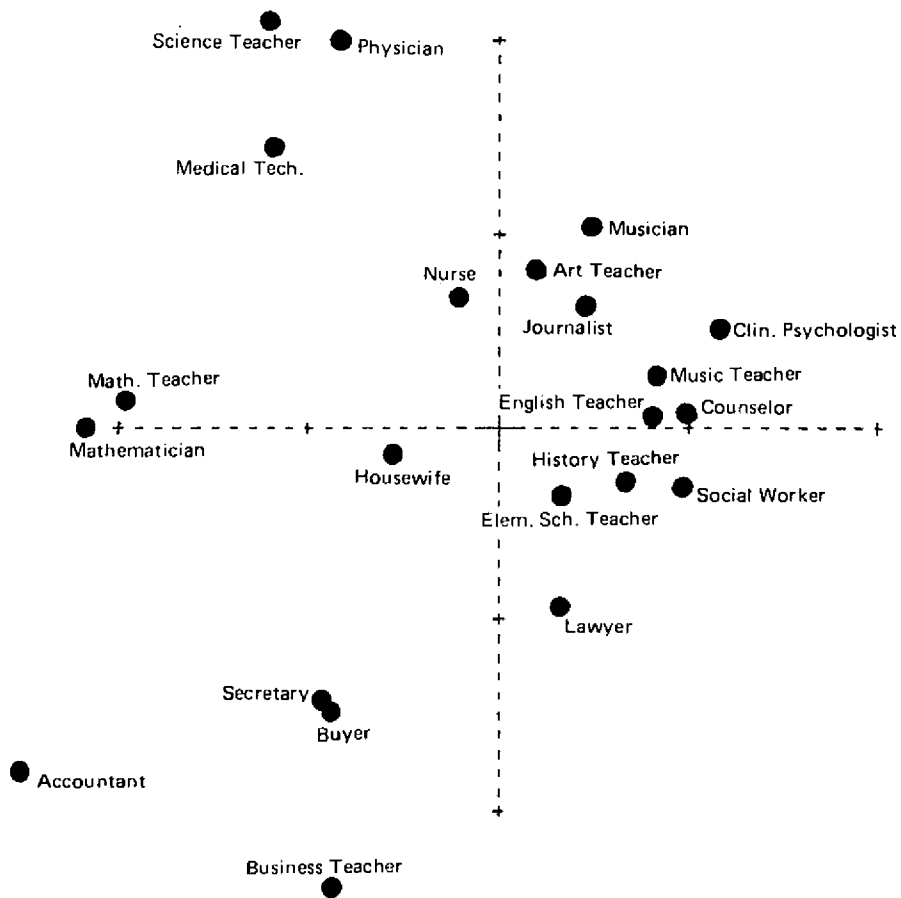 Science Teacher
Physician
Medical Tech.
Musician
Art Teacher
Nurse
Journalist
Clin. Psychologist
Math. Teacher
Music Teacher
English Teacher
Counselor
Mathematician
Housewife
History Teacher
Social Worker
Elem. Sch. Teacher
Lawyer
Secretary
Buyer
Accountant
Business Teacher